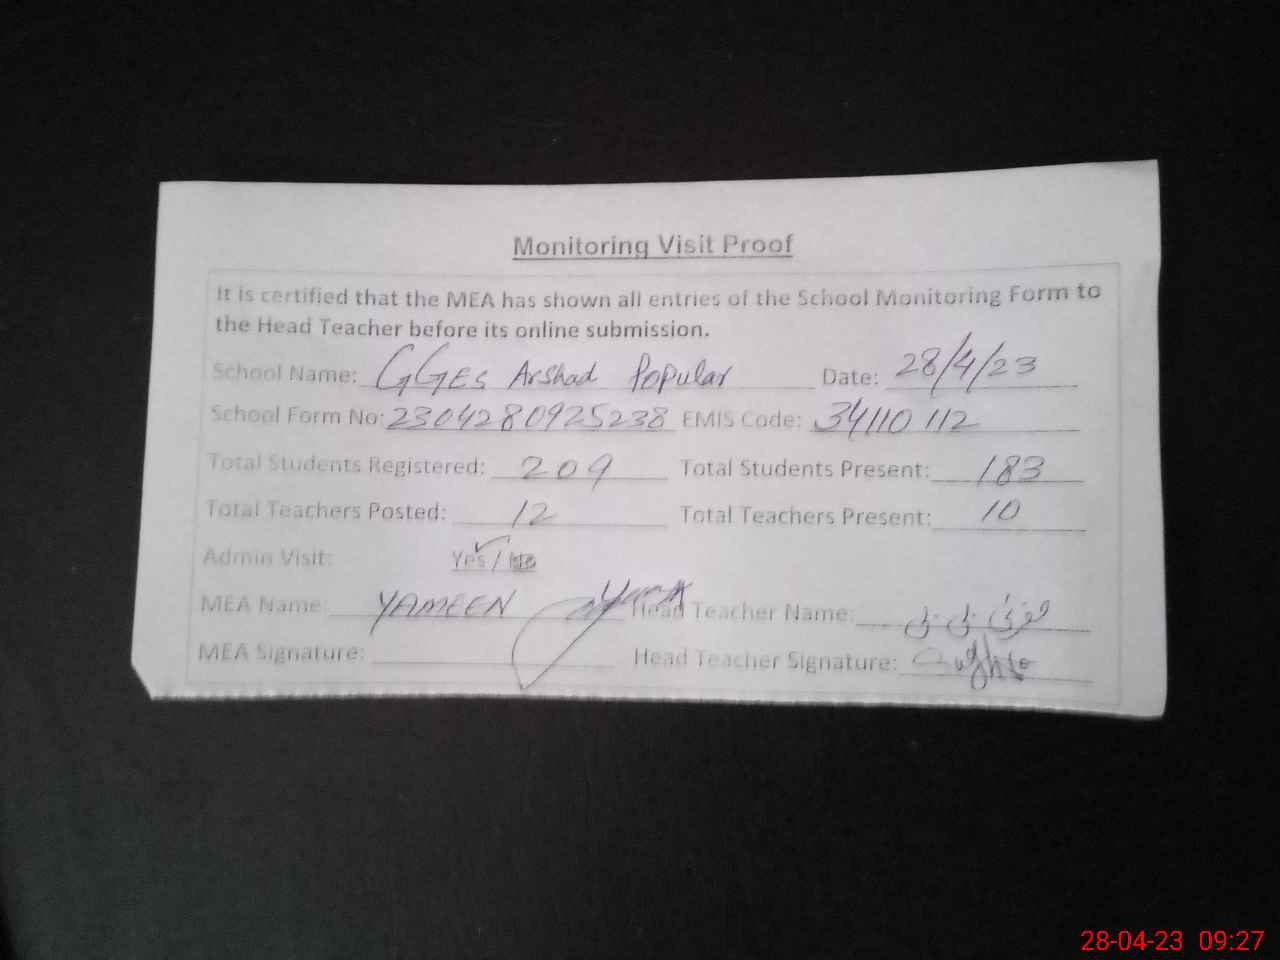 Monitoring Visit Proof
It is certified that the MEA has shown all entries of the School Monitoring Form to
the Head Teacher before its online submission.
School Name: GGES Arshad Popular Date: 28/4/23
School Form No: 2304280925238 EMIS Code: 34110112
Total Students Registered: 209 Total Students Present: 183
Total Teachers Posted: 12 Total Teachers Present: 10
Admin Visit: Yes / No
MEA Name: YAMEEN Head Teacher Name: بی بی
MEA Signature: Head Teacher Signature:
28-04-23 09:27